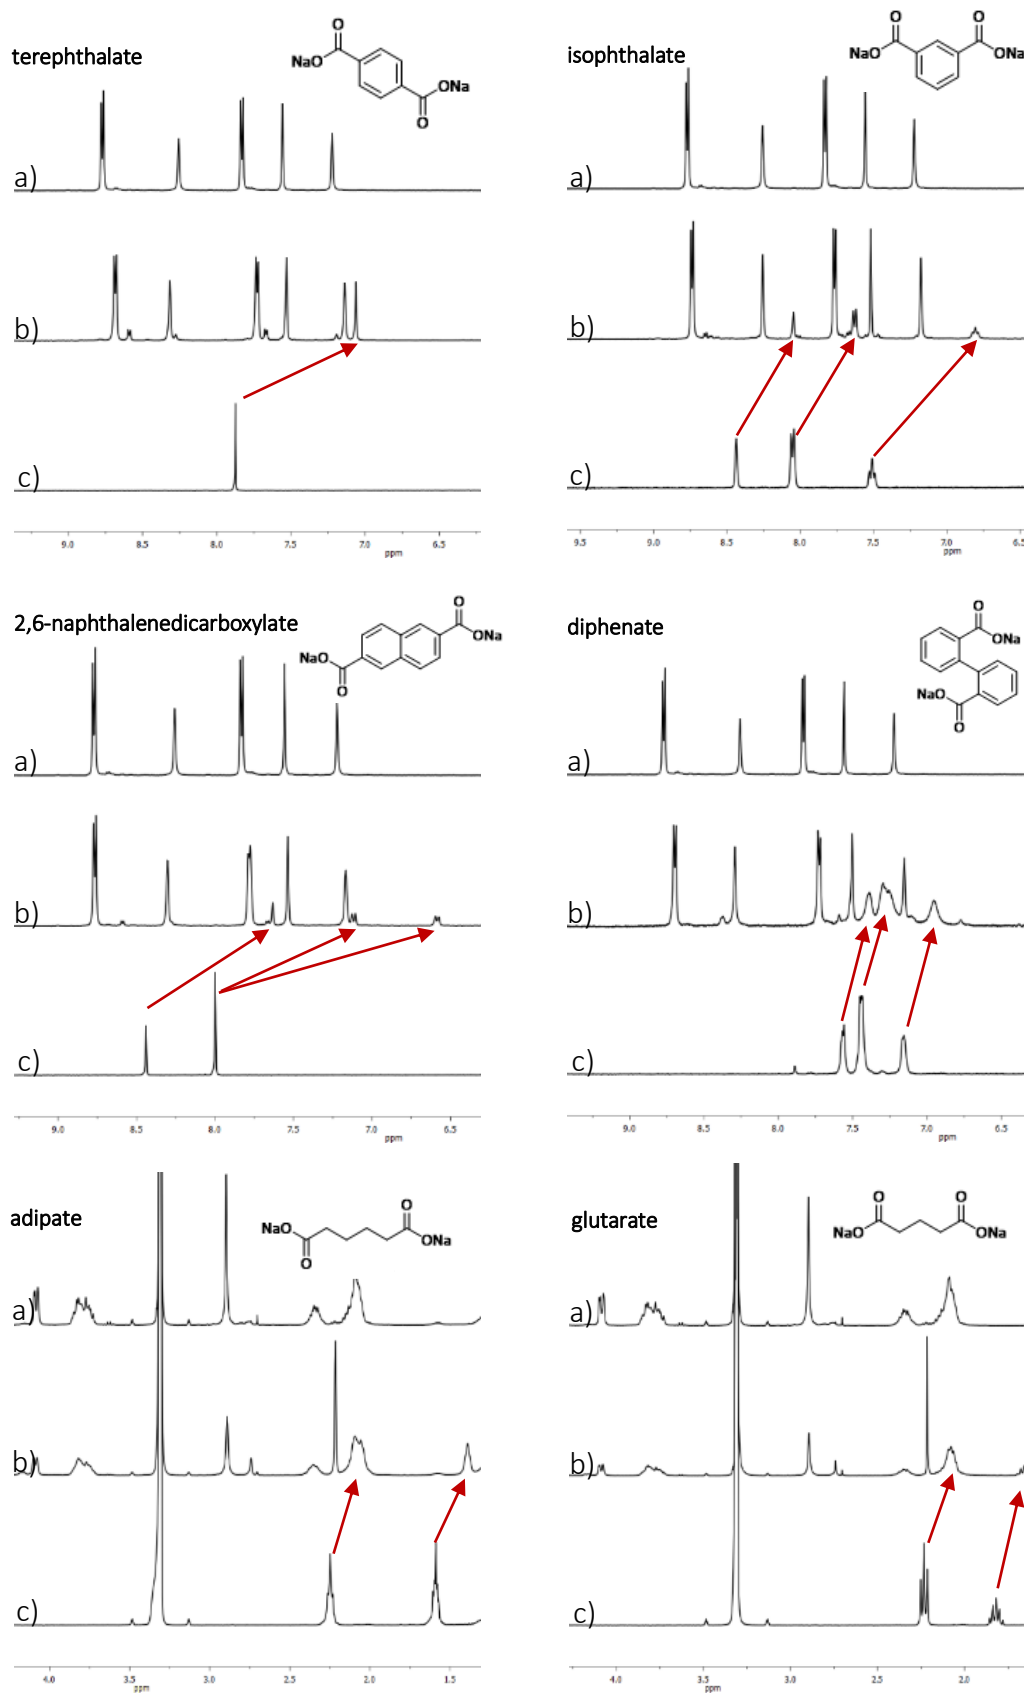 terephthalate
O
NaO
ONa
O
a)
b)
c)
9.0 8.5 8.0 7.5 7.0 6.5
ppm
isophthalate
O O
NaO ONa
a)
b)
c)
9.5 9.0 8.5 8.0 7.5 7.0 6.5
ppm
2,6-naphthalenedicarboxylate
O
ONa
NaO
O
a)
b)
c)
9.0 8.5 8.0 7.5 7.0 6.5
ppm
diphenate
O
ONa
NaO
O
a)
b)
c)
9.0 8.5 8.0 7.5 7.0 6.5
ppm
adipate
O
NaO
ONa
O
a)
b)
c)
4.0 3.5 3.0 2.5 2.0 1.5
ppm
glutarate
O O
NaO ONa
a)
b)
c)
4.0 3.5 3.0 2.5 2.0
ppm